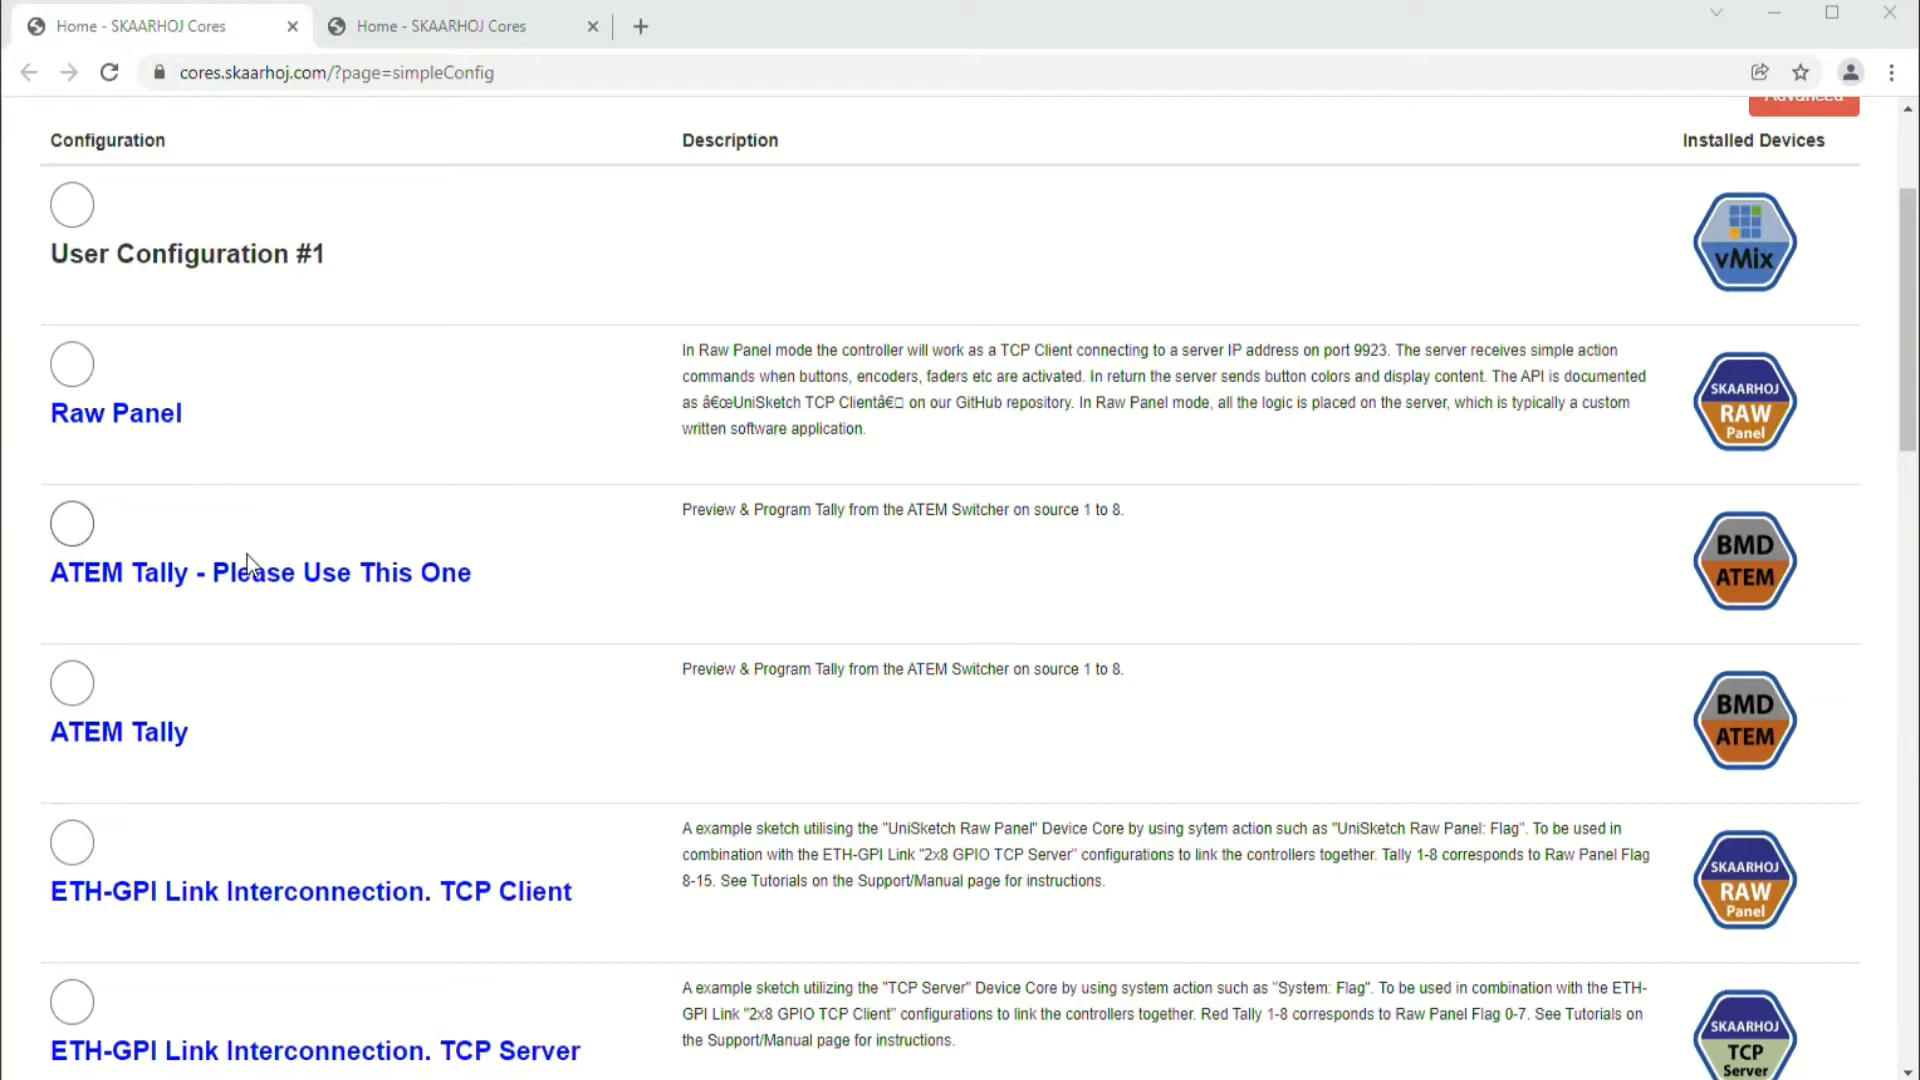 Home - SKAARHOJ Cores
Home - SKAARHOJ Cores
cores.skaarhoj.com/?page=simpleConfig
Advanced
Configuration
Description
Installed Devices
User Configuration #1
vMix
In Raw Panel mode the controller will work as a TCP Client connecting to a server IP address on port 9923. The server receives simple action
commands when buttons, encoders, faders etc are activated. In return the server sends button colors and display content. The API is documented
as â€œUniSketch TCP Clientâ€□ on our GitHub repository. In Raw Panel mode, all the logic is placed on the server, which is typically a custom
written software application.
Raw Panel
SKAARHOJ
RAW
Panel
Preview & Program Tally from the ATEM Switcher on source 1 to 8.
ATEM Tally - Please Use This One
BMD
ATEM
Preview & Program Tally from the ATEM Switcher on source 1 to 8.
ATEM Tally
BMD
ATEM
A example sketch utilising the "UniSketch Raw Panel" Device Core by using sytem action such as "UniSketch Raw Panel: Flag". To be used in
combination with the ETH-GPI Link "2x8 GPIO TCP Server" configurations to link the controllers together. Tally 1-8 corresponds to Raw Panel Flag
8-15. See Tutorials on the Support/Manual page for instructions.
ETH-GPI Link Interconnection. TCP Client
SKAARHOJ
RAW
Panel
A example sketch utilizing the "TCP Server" Device Core by using system action such as "System: Flag". To be used in combination with the ETH-
GPI Link "2x8 GPIO TCP Client" configurations to link the controllers together. Red Tally 1-8 corresponds to Raw Panel Flag 0-7. See Tutorials on
the Support/Manual page for instructions.
ETH-GPI Link Interconnection. TCP Server
SKAARHOJ
TCP
Server